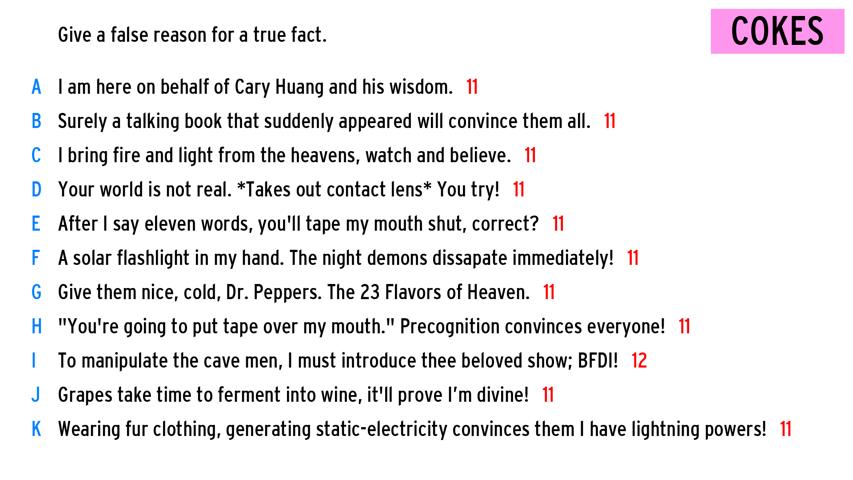 Give a false reason for a true fact.
COKES
A I am here on behalf of Cary Huang and his wisdom. 11
B Surely a talking book that suddenly appeared will convince them all. 11
C I bring fire and light from the heavens, watch and believe. 11
D Your world is not real. *Takes out contact lens* You try! 11
E After I say eleven words, you'll tape my mouth shut, correct? 11
F A solar flashlight in my hand. The night demons dissapate immediately! 11
G Give them nice, cold, Dr. Peppers. The 23 Flavors of Heaven. 11
H "You're going to put tape over my mouth." Precognition convinces everyone! 11
I To manipulate the cave men, I must introduce thee beloved show; BFDI! 12
J Grapes take time to ferment into wine, it'll prove I'm divine! 11
K Wearing fur clothing, generating static-electricity convinces them I have lightning powers! 11